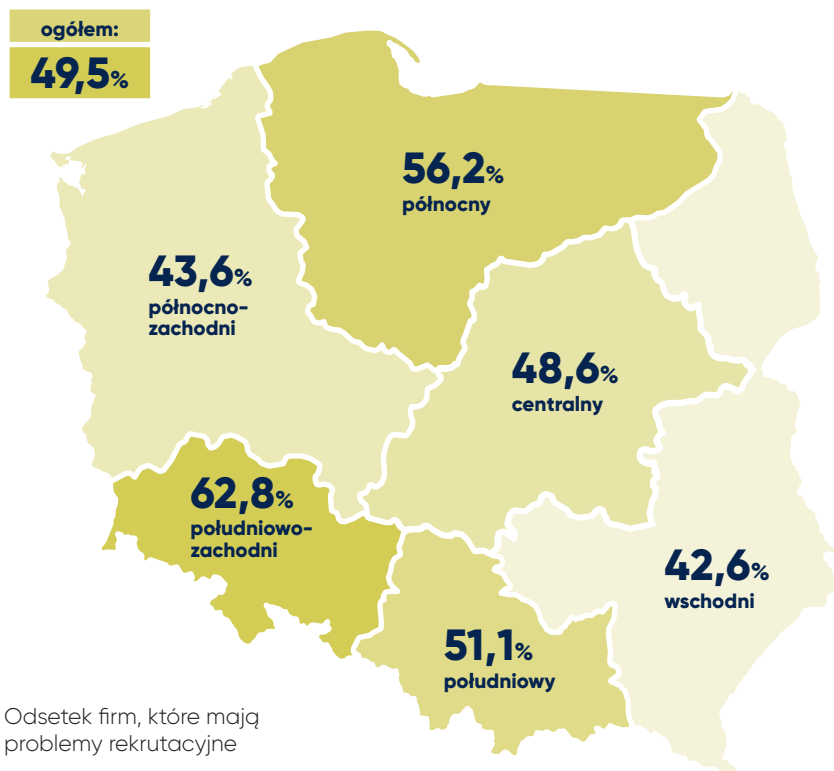 ogółem:
49,5%
56,2%
północny
43,6%
północno-
zachodni
48,6%
centralny
62,8%
południowo-
zachodni
42,6%
wschodni
51,1%
południowy
Odsetek firm, które mają
problemy rekrutacyjne